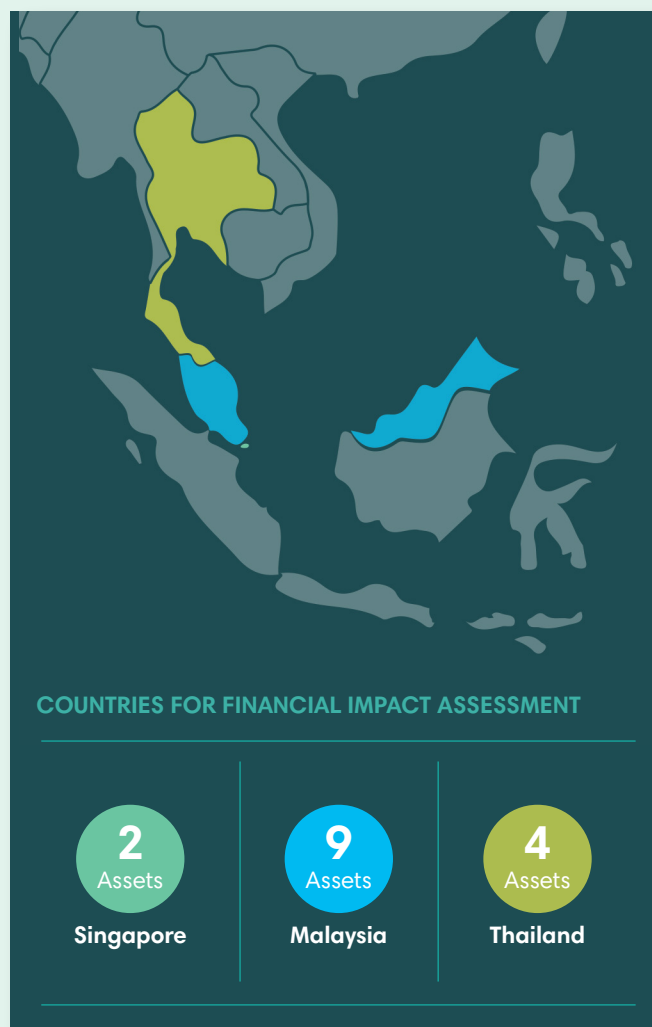 COUNTRIES FOR FINANCIAL IMPACT ASSESSMENT
2
Assets
Singapore
9
Assets
Malaysia
4
Assets
Thailand